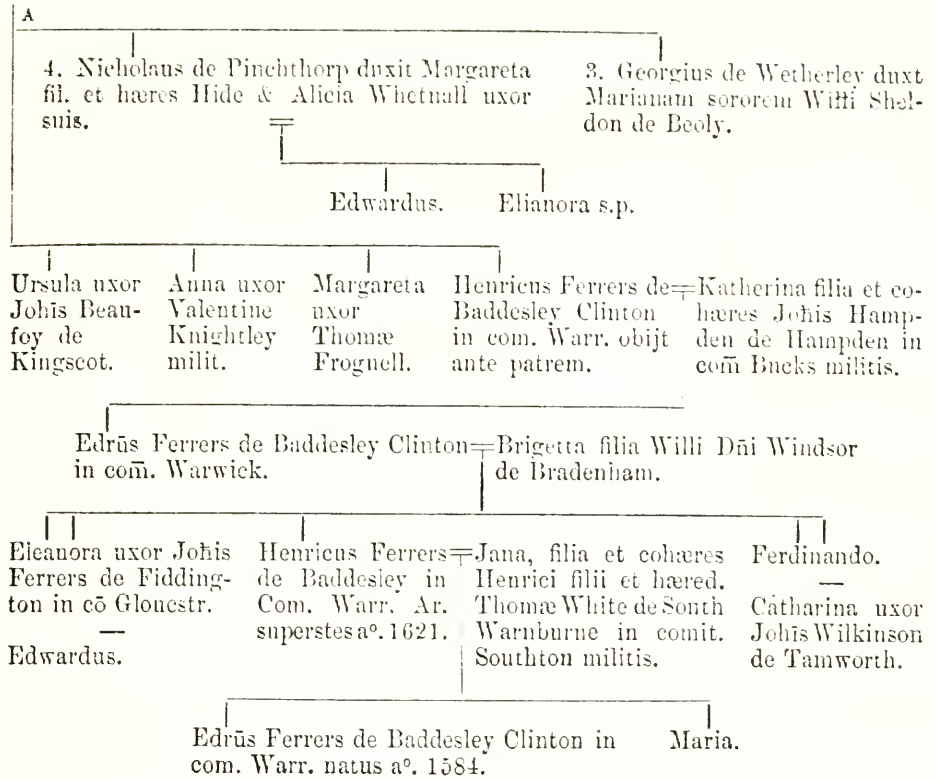 A
4. Nicholaus de Pinchthorp duxit Margareta
fil. et hæres Hide & Alicia Whetnall uxor
suis.
3. Georgius de Wetherley duxt
Marianam sororem Willi Shel-
don de Beoly.
Edwardus.
Elianora s.p.
Ursula uxor
Johīs Beau-
foy de
Kingscot.
Anna uxor
Valentine
Knightley
milit.
Margareta
uxor
Thomæ
Frognell.
Henricus Ferrers de
Baddesley Clinton
in com. Warr. obijt
ante patrem.
Katherina filia et co-
hæres Johis Hamp-
den de Hampden in
com̄ Bucks militis.
Edrūs Ferrers de Baddesley Clinton
in com̄. Warwick.
Brigetta filia Willi Dñi Windsor
de Bradenham.
Eleanora uxor Johis
Ferrers de Fidding-
ton in cō Gloucstr.
—
Edwardus.
Henricus Ferrers
de Baddesley in
Com. Warr. Ar.
superstes aº. 1621.
Jana, filia et cohæres
Henrici filii et hæred.
Thomæ White de South
Warnburne in comit.
Southton militis.
Ferdinando.
—
Catharina uxor
Johīs Wilkinson
de Tamworth.
Edrūs Ferrers de Baddesley Clinton in
com. Warr. natus aº. 1584.
Maria.